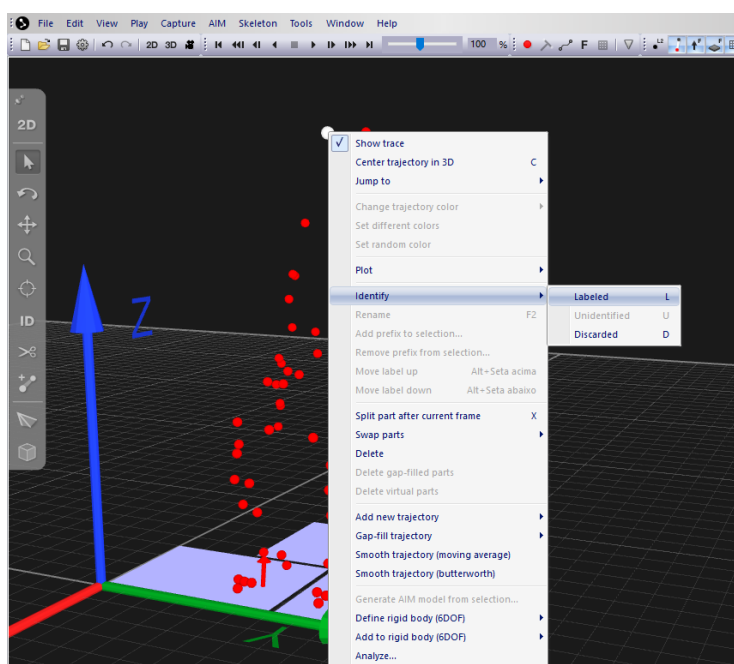 File Edit View Play Capture AIM Skeleton Tools Window Help
2D 3D 100 % F
2D
ID
Z
Y
Show trace
Center trajectory in 3D C
Jump to
Change trajectory color
Set different colors
Set random color
Plot
Identify
Rename F2
Add prefix to selection...
Remove prefix from selection...
Move label up Alt+Seta acima
Move label down Alt+Seta abaixo
Split part after current frame X
Swap parts
Delete
Delete gap-filled parts
Delete virtual parts
Add new trajectory
Gap-fill trajectory
Smooth trajectory (moving average)
Smooth trajectory (butterworth)
Generate AIM model from selection...
Define rigid body (6DOF)
Add to rigid body (6DOF)
Analyze...
Labeled L
Unidentified U
Discarded D